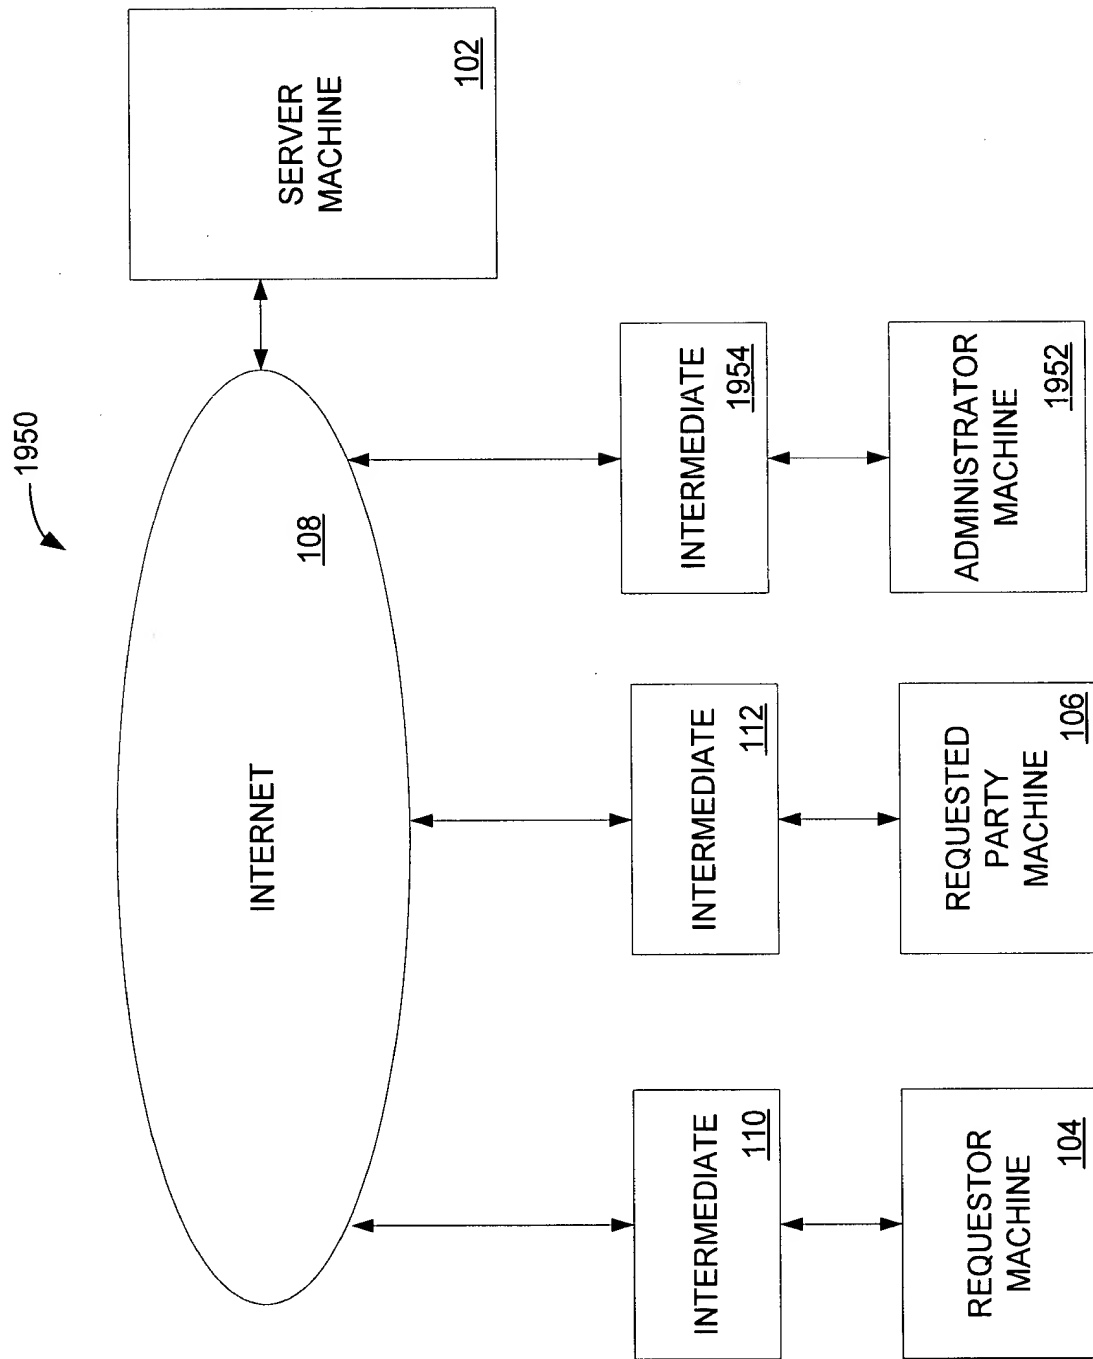 1950
INTERNET
108
SERVER
MACHINE
102
INTERMEDIATE
110
INTERMEDIATE
112
INTERMEDIATE
1954
REQUESTOR
MACHINE
104
REQUESTED
PARTY
MACHINE
106
ADMINISTRATOR
MACHINE
1952